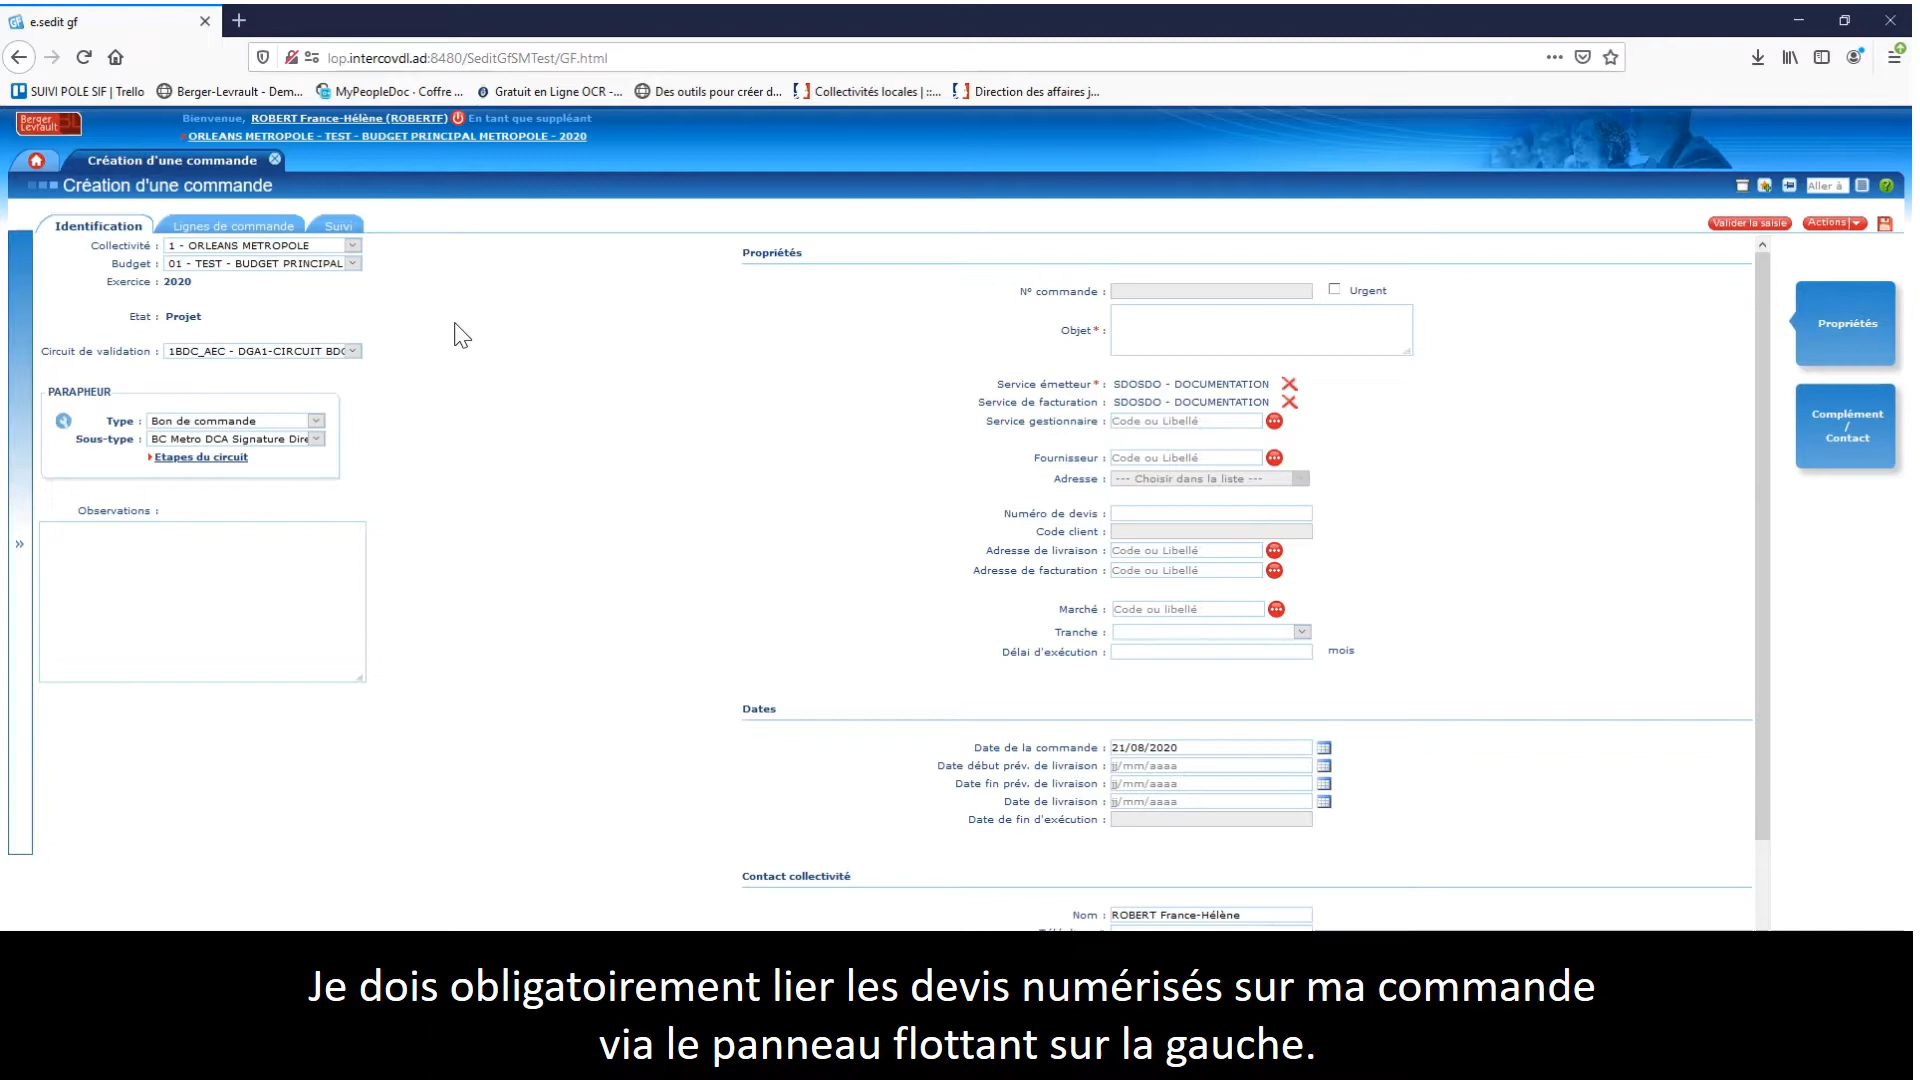 e.sedit gf
lop.intercovdl.ad:8480/SeditGfSMTest/GF.html
SUIVI POLE SIF | Trello
Berger-Levrault - Dem...
MyPeopleDoc · Coffre ...
Gratuit en Ligne OCR -...
Des outils pour créer d...
Collectivités locales | ::...
Direction des affaires j...
Berger Levrault
Bienvenue, ROBERT France-Hélène (ROBERTF) En tant que suppléant
ORLEANS METROPOLE - TEST - BUDGET PRINCIPAL METROPOLE - 2020
Création d'une commande
Création d'une commande
Aller à
Identification
Lignes de commande
Suivi
Valider la saisie
Actions
Collectivité : 1 - ORLEANS METROPOLE
Budget : 01 - TEST - BUDGET PRINCIPAL
Exercice : 2020
Etat : Projet
Circuit de validation : 1BDC_AEC - DGA1-CIRCUIT BDC
PARAPHEUR
Type : Bon de commande
Sous-type : BC Metro DCA Signature Dire
Etapes du circuit
Observations :
»
Propriétés
N° commande :
Urgent
Objet* :
Service émetteur* : SDOSDO - DOCUMENTATION
Service de facturation : SDOSDO - DOCUMENTATION
Service gestionnaire : Code ou Libellé
Fournisseur : Code ou Libellé
Adresse : --- Choisir dans la liste ---
Numéro de devis :
Code client :
Adresse de livraison : Code ou Libellé
Adresse de facturation : Code ou Libellé
Marché : Code ou libellé
Tranche :
Délai d'exécution :
mois
Dates
Date de la commande : 21/08/2020
Date début prév. de livraison : jj/mm/aaaa
Date fin prév. de livraison : jj/mm/aaaa
Date de livraison : jj/mm/aaaa
Date de fin d'exécution :
Contact collectivité
Nom : ROBERT France-Hélène
Propriétés
Complément
/
Contact
Je dois obligatoirement lier les devis numérisés sur ma commande
via le panneau flottant sur la gauche.